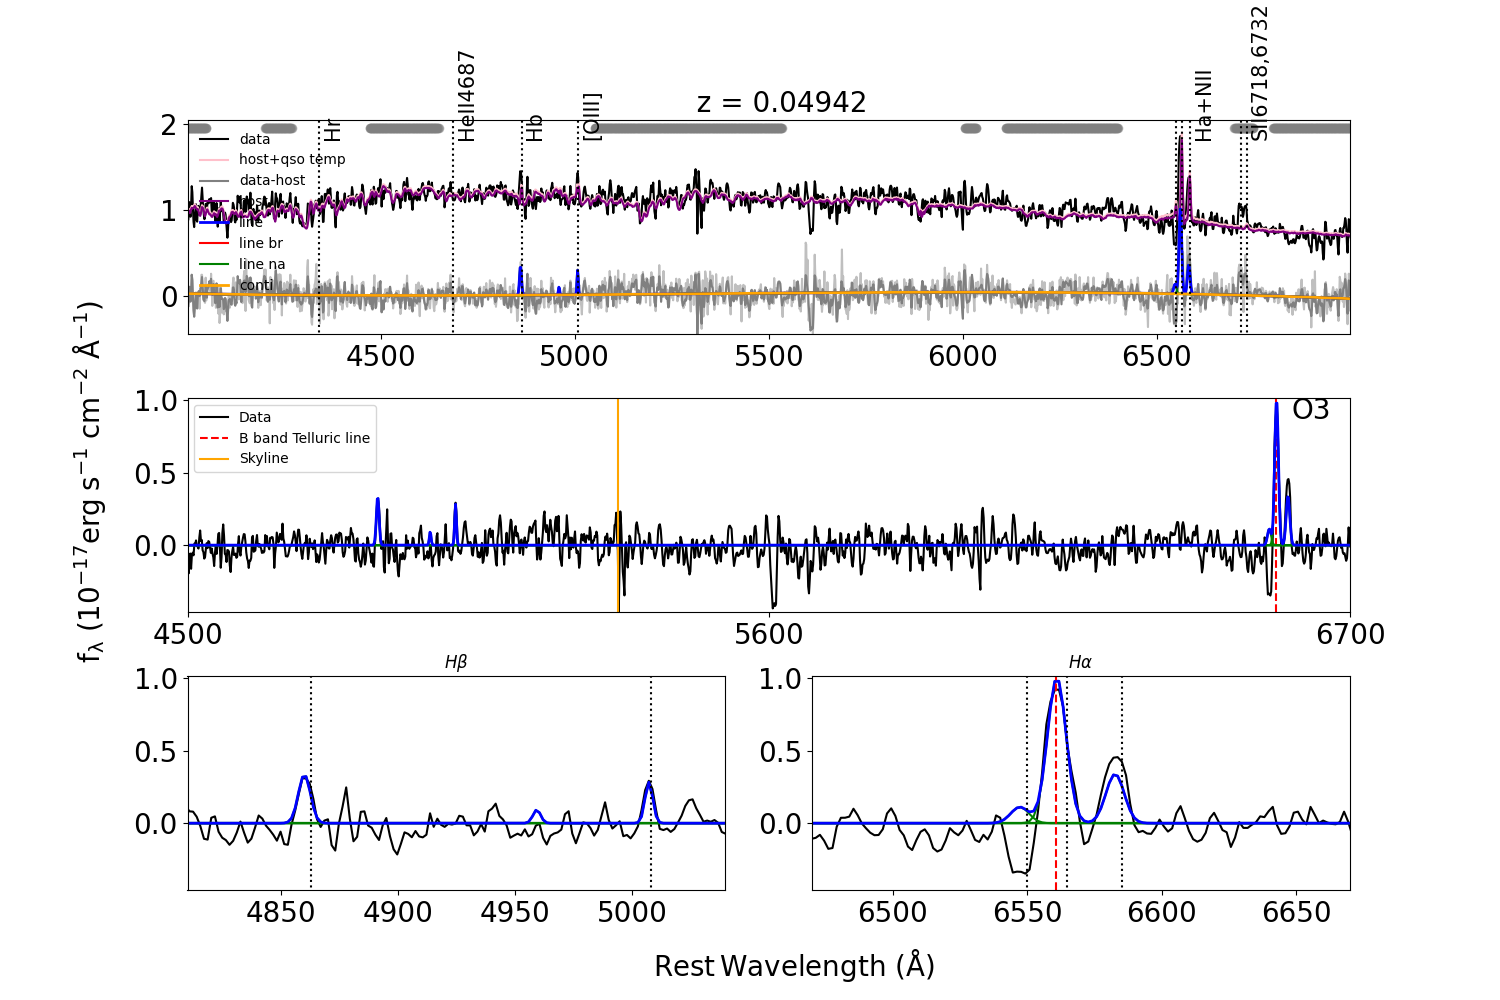 z = 0.04942
Hr
HeII4687
Hb
[OIII]
Ha+NII
SII6718,6732
data
host+qso temp
data-host
line
line br
line na
conti
2
1
0
4500
5000
5500
6000
6500
fλ (10⁻¹⁷erg s⁻¹ cm⁻² Å⁻¹)
Data
B band Telluric line
Skyline
O3
1.0
0.5
0.0
4500
5600
6700
Hβ
1.0
0.5
0.0
4850
4900
4950
5000
Hα
1.0
0.5
0.0
6500
6550
6600
6650
Rest Wavelength (Å)